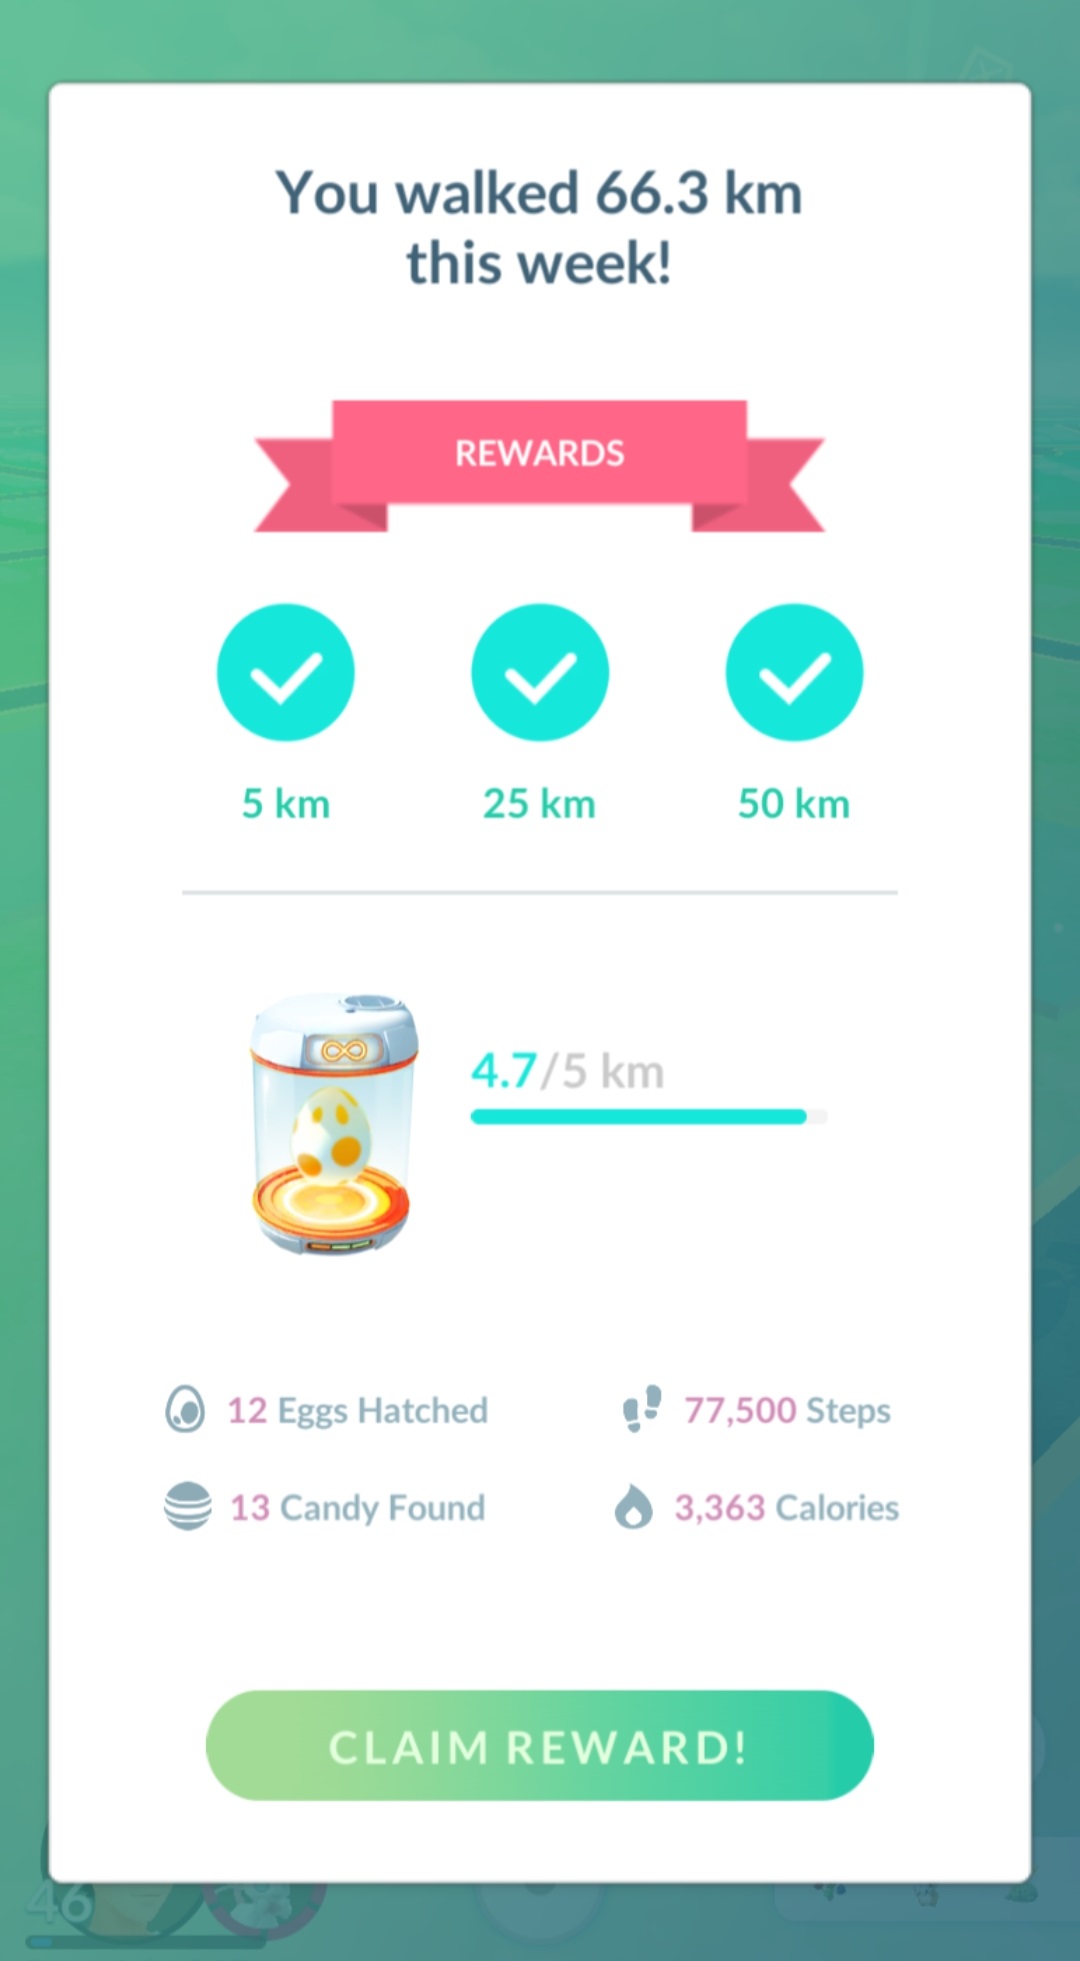 You walked 66.3 km
this week!
REWARDS
5 km 25 km 50 km
4.7/5 km
12 Eggs Hatched 77,500 Steps
13 Candy Found 3,363 Calories
CLAIM REWARD!
46